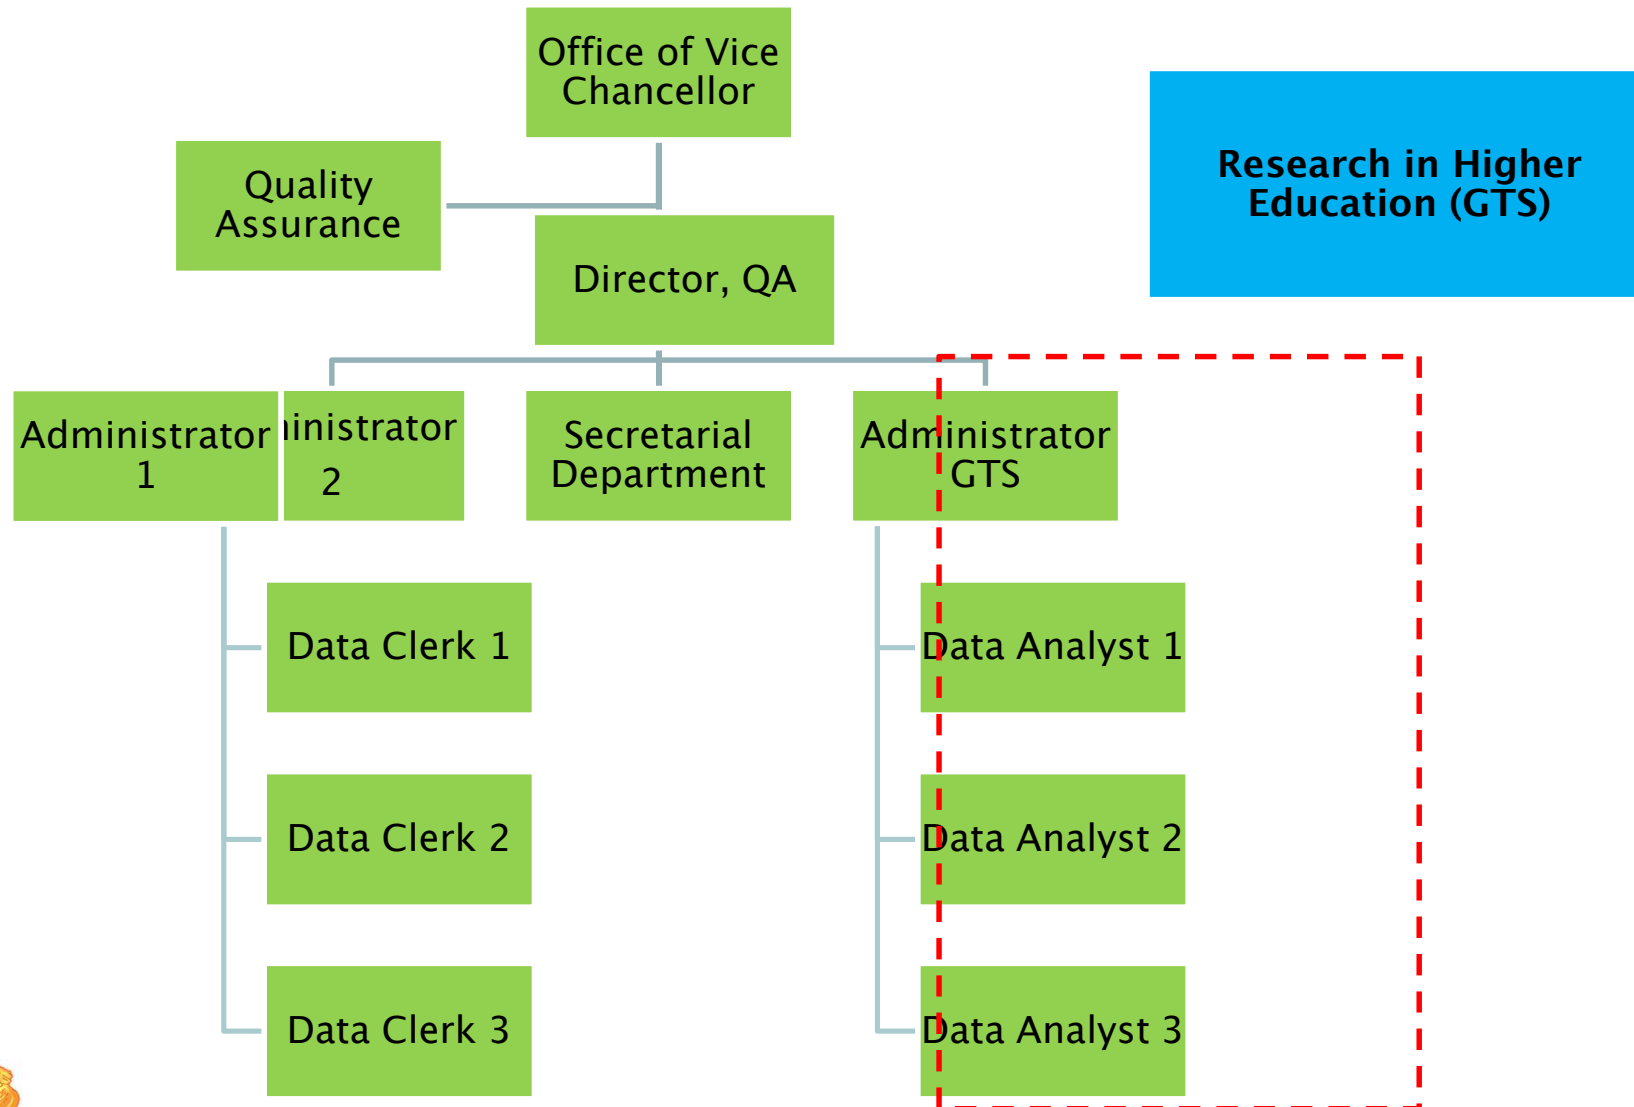 Office of Vice
Chancellor
Quality
Assurance
Research in Higher
Education (GTS)
Director, QA
Administrator
1
inistrator
2
Secretarial
Department
Administrator
GTS
Data Clerk 1
Data Analyst 1
Data Clerk 2
Data Analyst 2
Data Clerk 3
Data Analyst 3